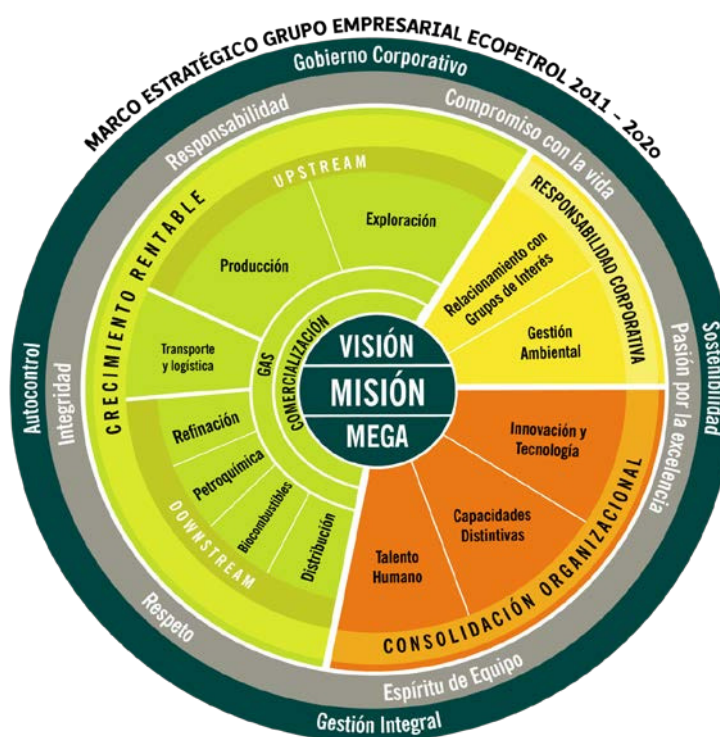 MARCO ESTRATÉGICO GRUPO EMPRESARIAL ECOPETROL 2011 - 2020
Gobierno Corporativo
Sostenibilidad
Gestión Integral
Autocontrol
Responsabilidad
Compromiso con la vida
Pasión por la excelencia
Espíritu de Equipo
Respeto
Integridad
CRECIMIENTO RENTABLE
UPSTREAM
Exploración
Producción
Transporte
y logística
DOWNSTREAM
Refinación
Petroquímica
Biocombustibles
Distribución
GAS
COMERCIALIZACIÓN
RESPONSABILIDAD CORPORATIVA
Relacionamiento con
Grupos de Interés
Gestión
Ambiental
CONSOLIDACIÓN ORGANIZACIONAL
Innovación y
Tecnología
Capacidades
Distintivas
Talento
Humano
VISIÓN
MISIÓN
MEGA